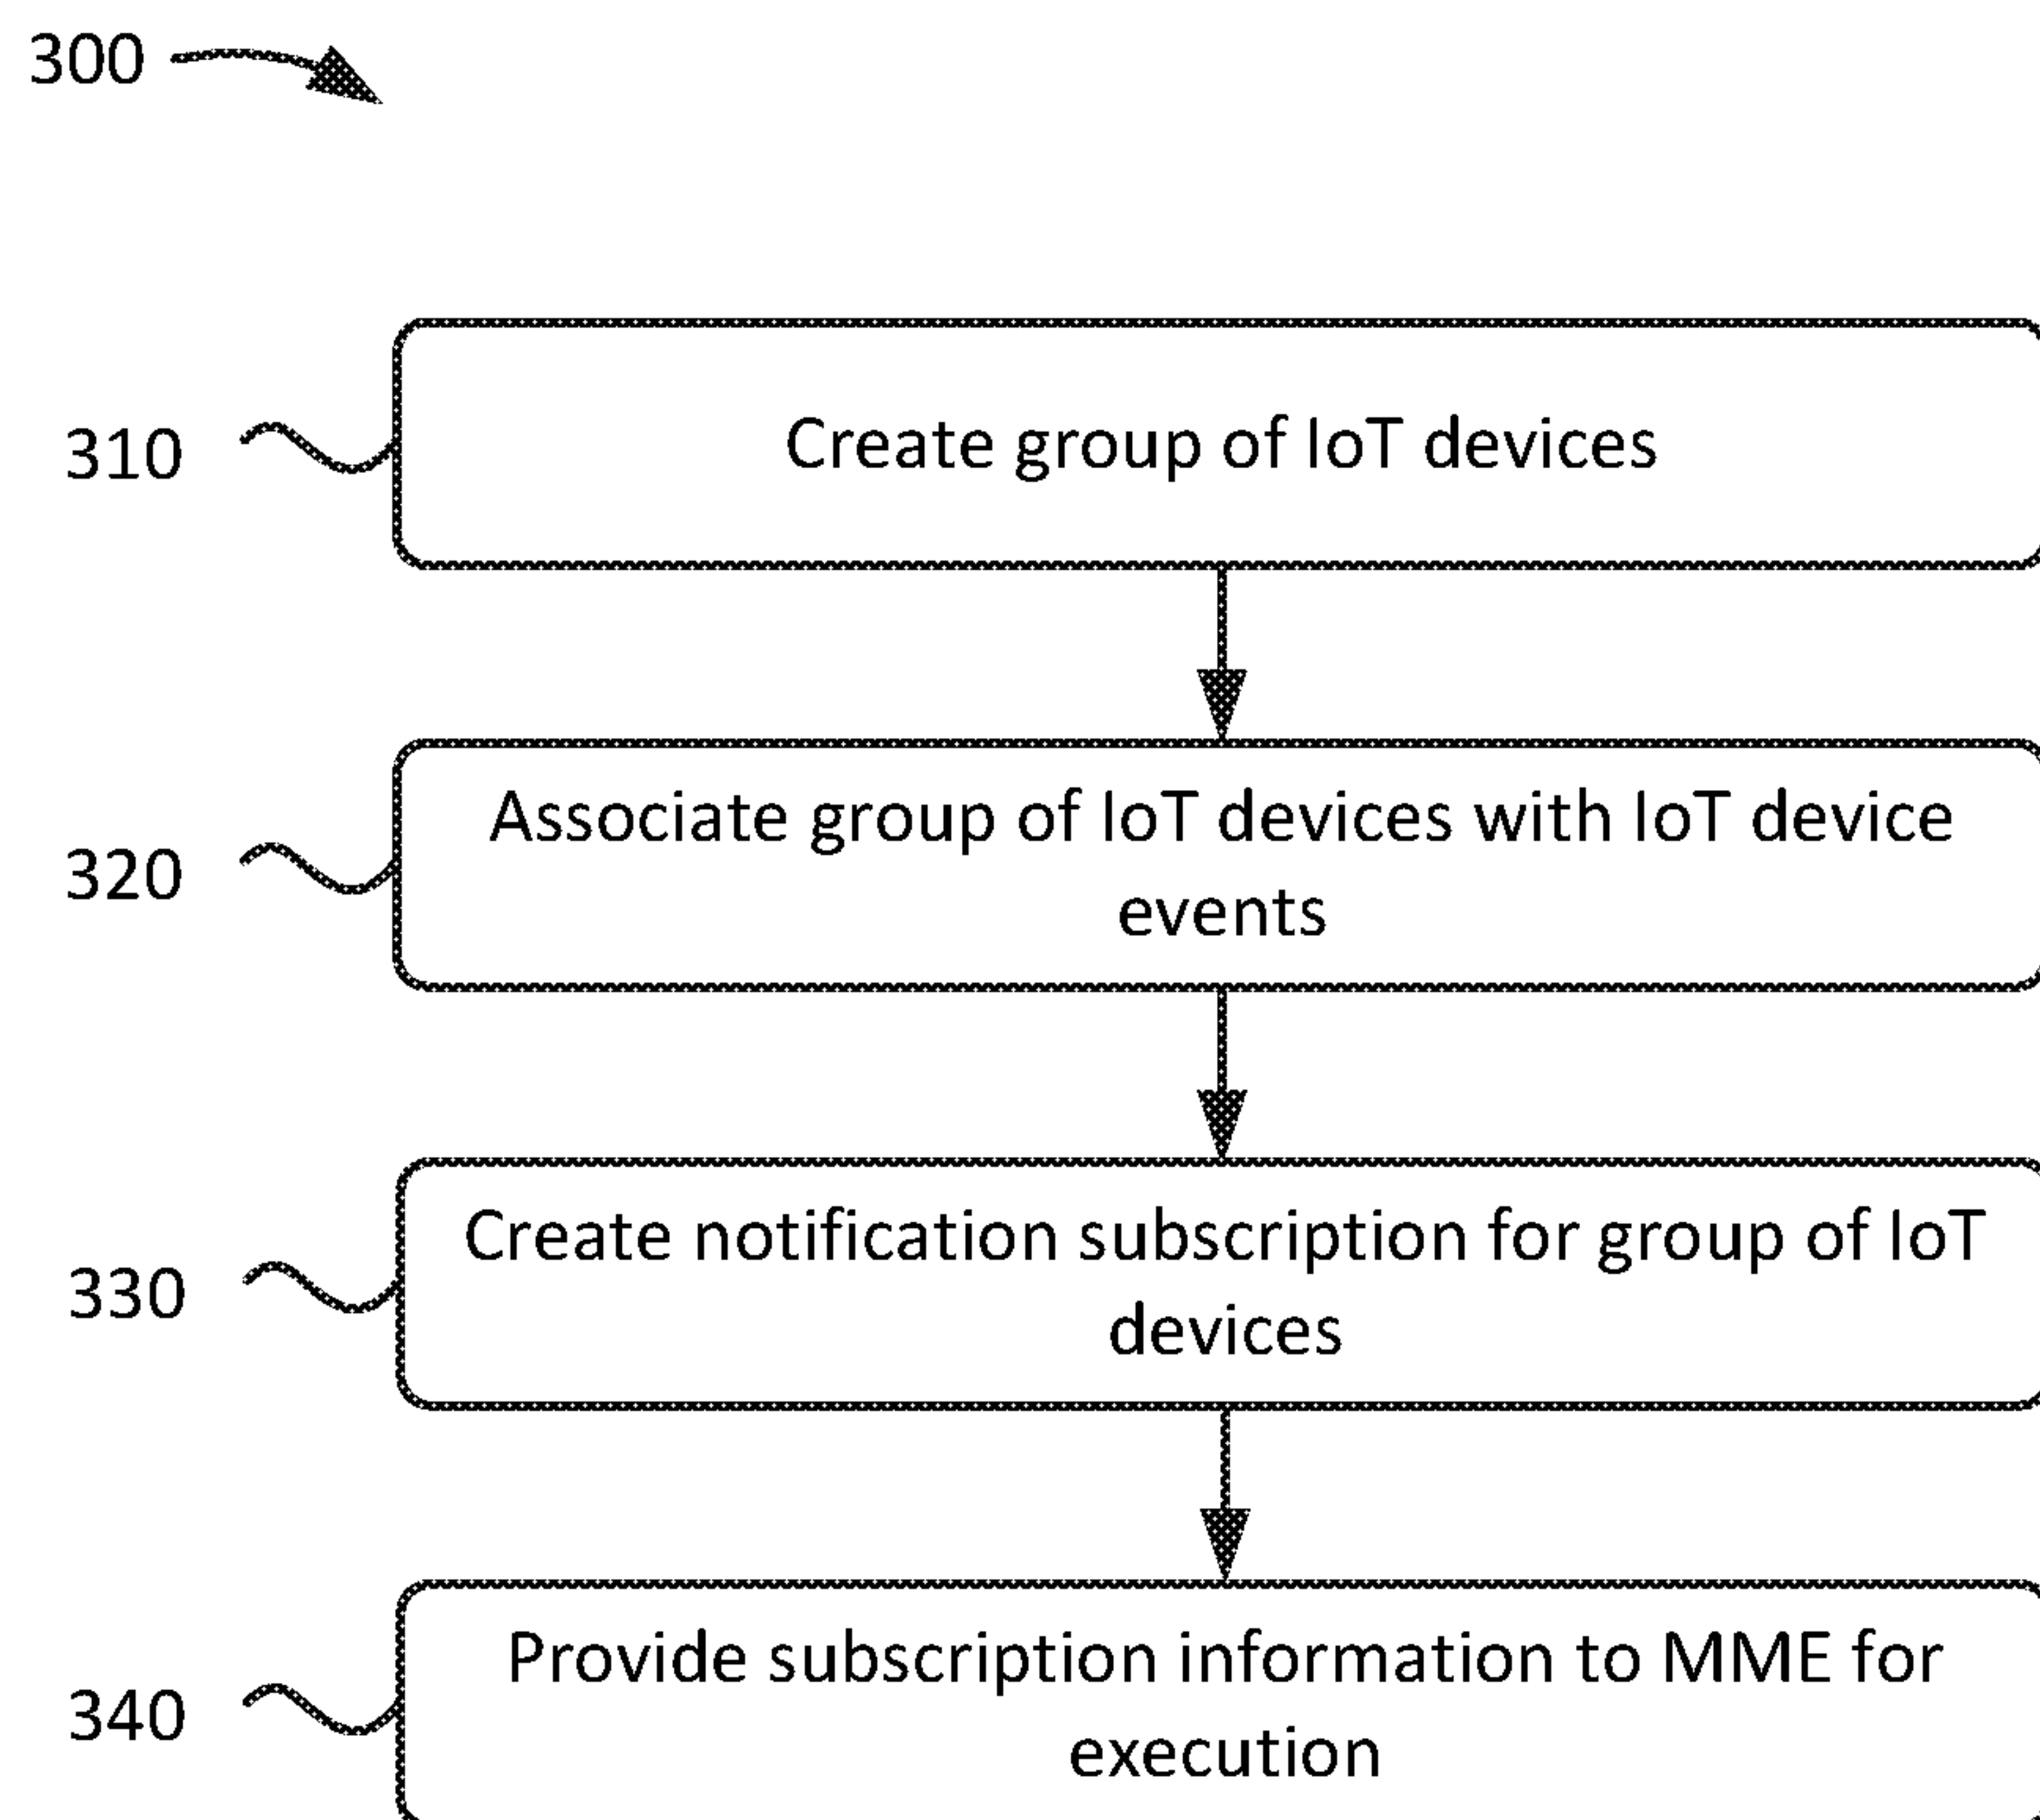 300
310
Create group of IoT devices
320
Associate group of IoT devices with IoT device
events
330
Create notification subscription for group of IoT
devices
340
Provide subscription information to MME for
execution